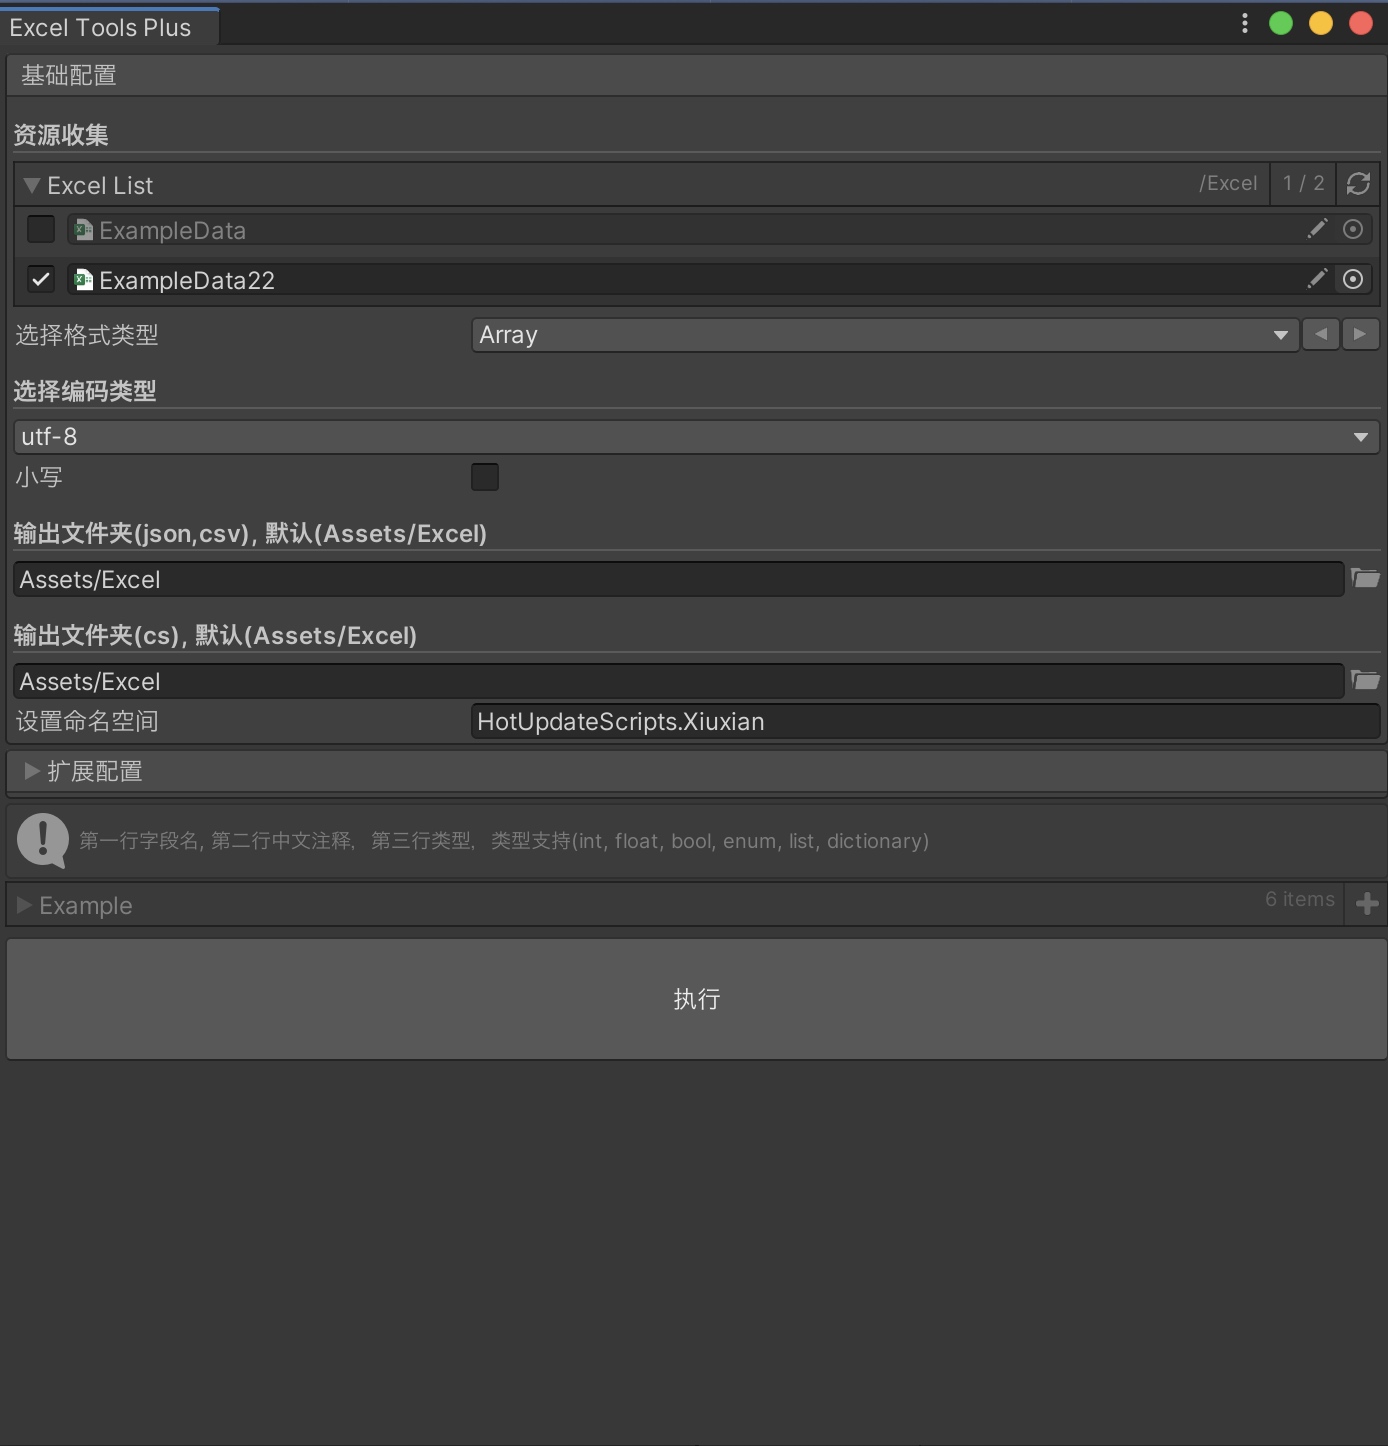 Excel Tools Plus
基础配置
资源收集
Excel List /Excel 1 / 2
ExampleData
ExampleData22
选择格式类型 Array
选择编码类型
utf-8
小写
输出文件夹(json,csv), 默认(Assets/Excel)
Assets/Excel
输出文件夹(cs), 默认(Assets/Excel)
Assets/Excel
设置命名空间 HotUpdateScripts.Xiuxian
扩展配置
第一行字段名, 第二行中文注释, 第三行类型, 类型支持(int, float, bool, enum, list, dictionary)
Example 6 items
执行